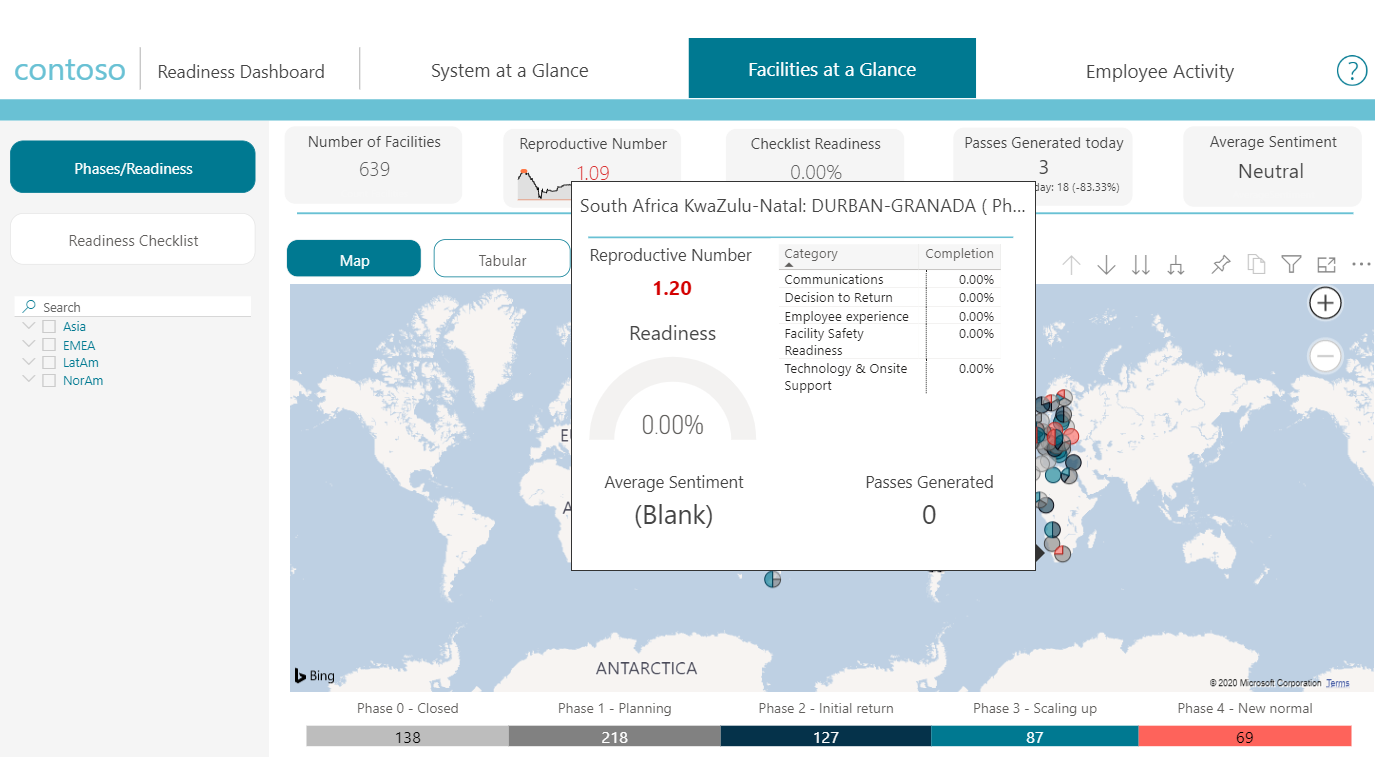 contoso
Readiness Dashboard
System at a Glance
Facilities at a Glance
Employee Activity
?
Phases/Readiness
Readiness Checklist
Search
Asia
EMEA
LatAm
NorAm
Number of Facilities
639
Reproductive Number
1.09
Checklist Readiness
0.00%
Passes Generated today
3
18 (-83.33%)
Average Sentiment
Neutral
Map
Tabular
South Africa KwaZulu-Natal: DURBAN-GRANADA ( Ph...
Reproductive Number
1.20
Readiness
0.00%
Category Completion
Communications 0.00%
Decision to Return 0.00%
Employee experience 0.00%
Facility Safety 0.00%
Readiness
Technology & Onsite 0.00%
Support
Average Sentiment
(Blank)
Passes Generated
0
ANTARCTICA
Bing
© 2020 Microsoft Corporation Terms
Phase 0 - Closed
Phase 1 - Planning
Phase 2 - Initial return
Phase 3 - Scaling up
Phase 4 - New normal
138
218
127
87
69